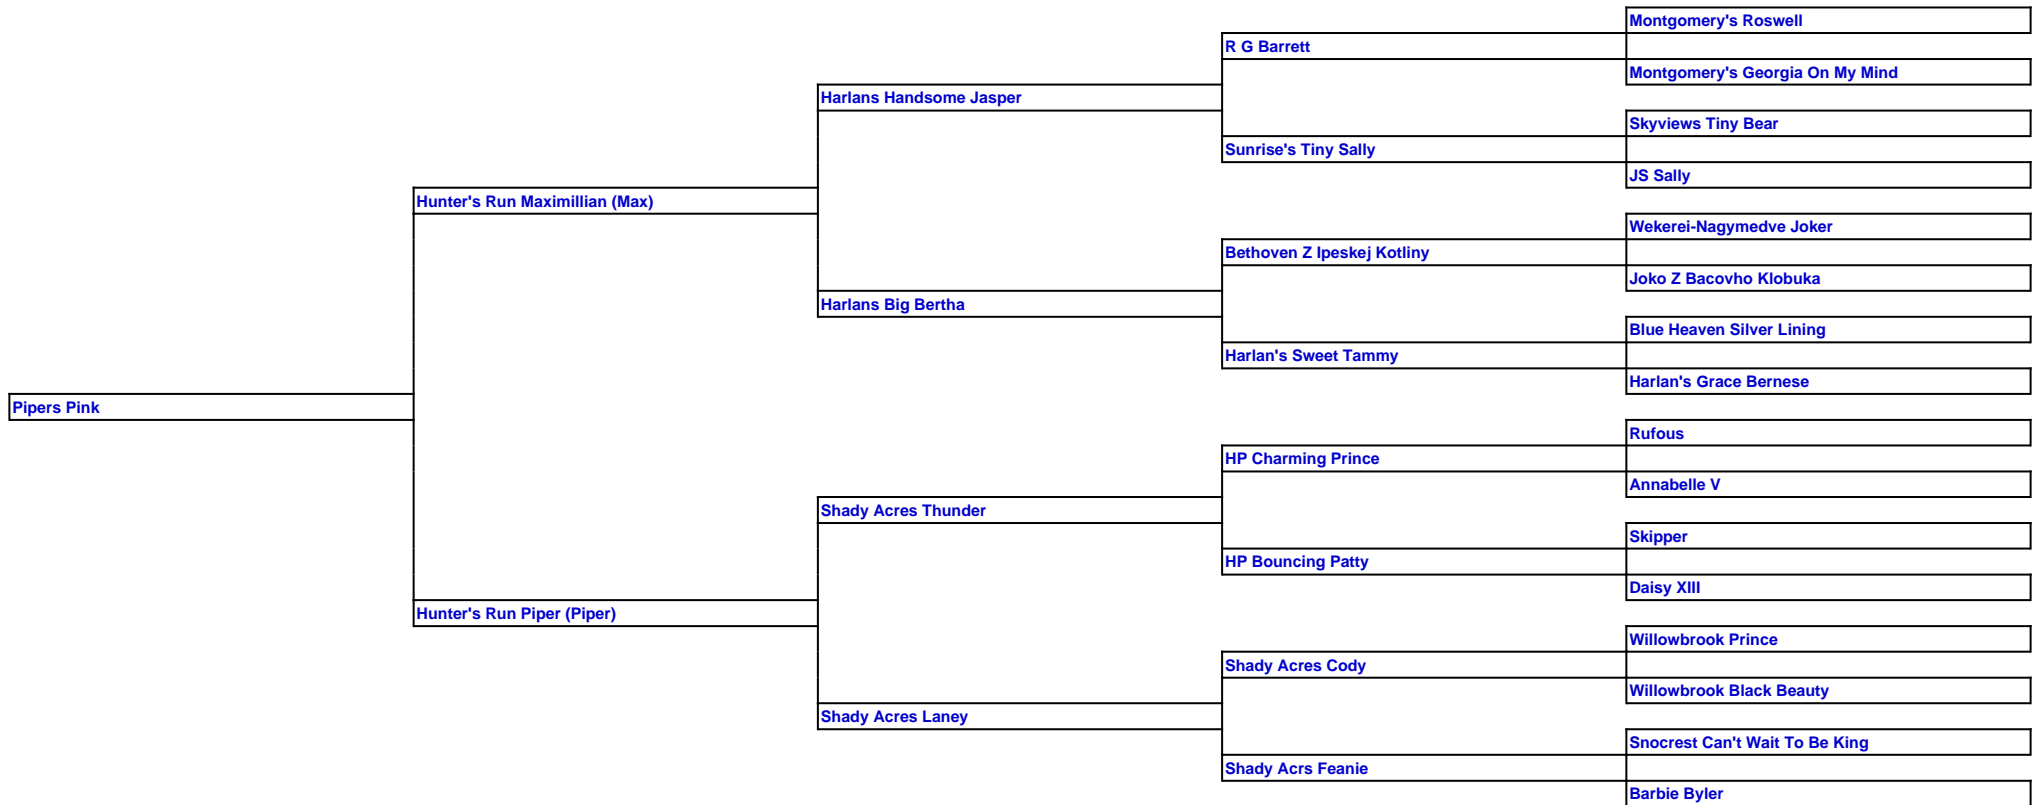 Montgomery's Roswell
R G Barrett
Montgomery's Georgia On My Mind
Harlans Handsome Jasper
Skyviews Tiny Bear
Sunrise's Tiny Sally
JS Sally
Hunter's Run Maximillian (Max)
Wekerei-Nagymedve Joker
Bethoven Z Ipeskej Kotliny
Joko Z Bacovho Klobuka
Harlans Big Bertha
Blue Heaven Silver Lining
Harlan's Sweet Tammy
Harlan's Grace Bernese
Pipers Pink
Rufous
HP Charming Prince
Annabelle V
Shady Acres Thunder
Skipper
HP Bouncing Patty
Daisy XIII
Hunter's Run Piper (Piper)
Willowbrook Prince
Shady Acres Cody
Willowbrook Black Beauty
Shady Acres Laney
Snocrest Can't Wait To Be King
Shady Acrs Feanie
Barbie Byler